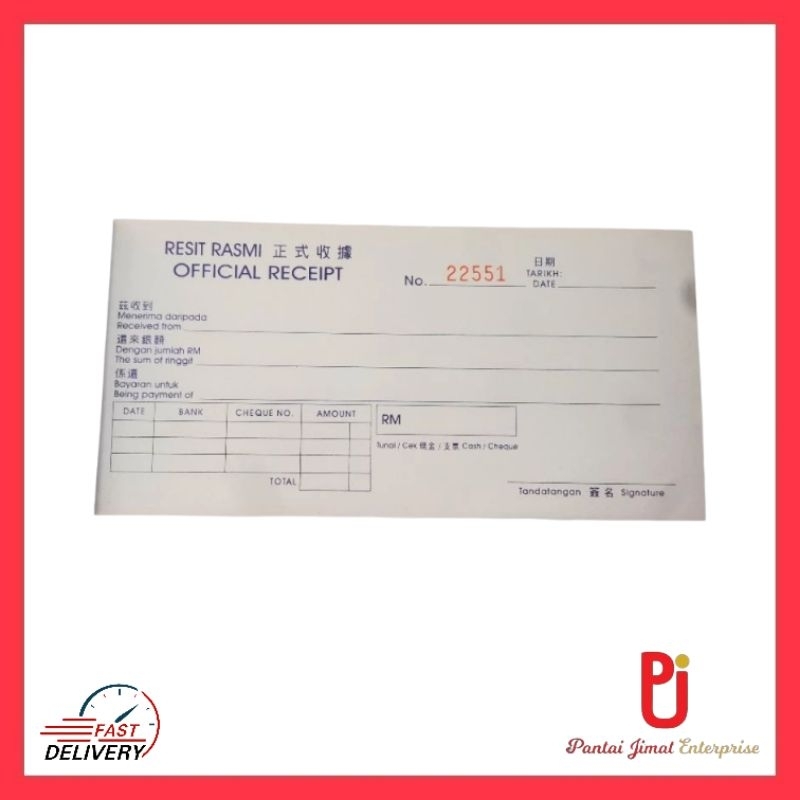 RESIT RASMI 正式收據
OFFICIAL RECEIPT
No. 22551
日期
TARIKH:
DATE
茲收到
Menerima daripada
Received from
還來銀額
Dengan jumlah RM
The sum of ringgit
係還
Bayaran untuk
Being payment of
DATE BANK CHEQUE NO. AMOUNT
TOTAL
RM
Tunai / Cek 現金 / 支票 Cash / Cheque
Tandatangan 簽名 Signature
FAST
DELIVERY
Pj
Pantai Jimat Enterprise